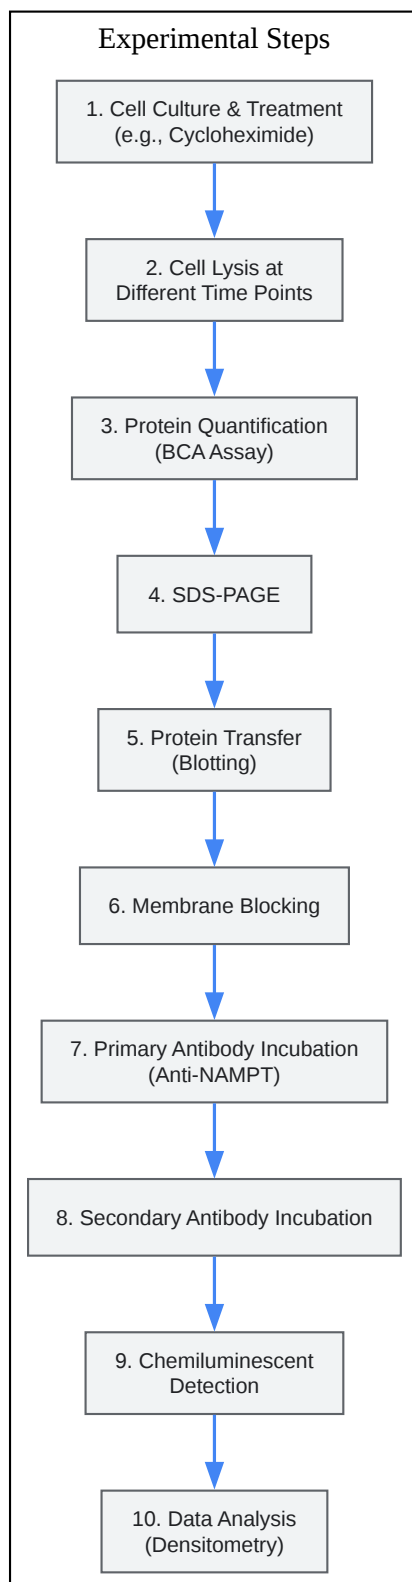 Experimental Steps
1. Cell Culture & Treatment
(e.g., Cycloheximide)
2. Cell Lysis at
Different Time Points
3. Protein Quantification
(BCA Assay)
4. SDS-PAGE
5. Protein Transfer
(Blotting)
6. Membrane Blocking
7. Primary Antibody Incubation
(Anti-NAMPT)
8. Secondary Antibody Incubation
9. Chemiluminescent
Detection
10. Data Analysis
(Densitometry)